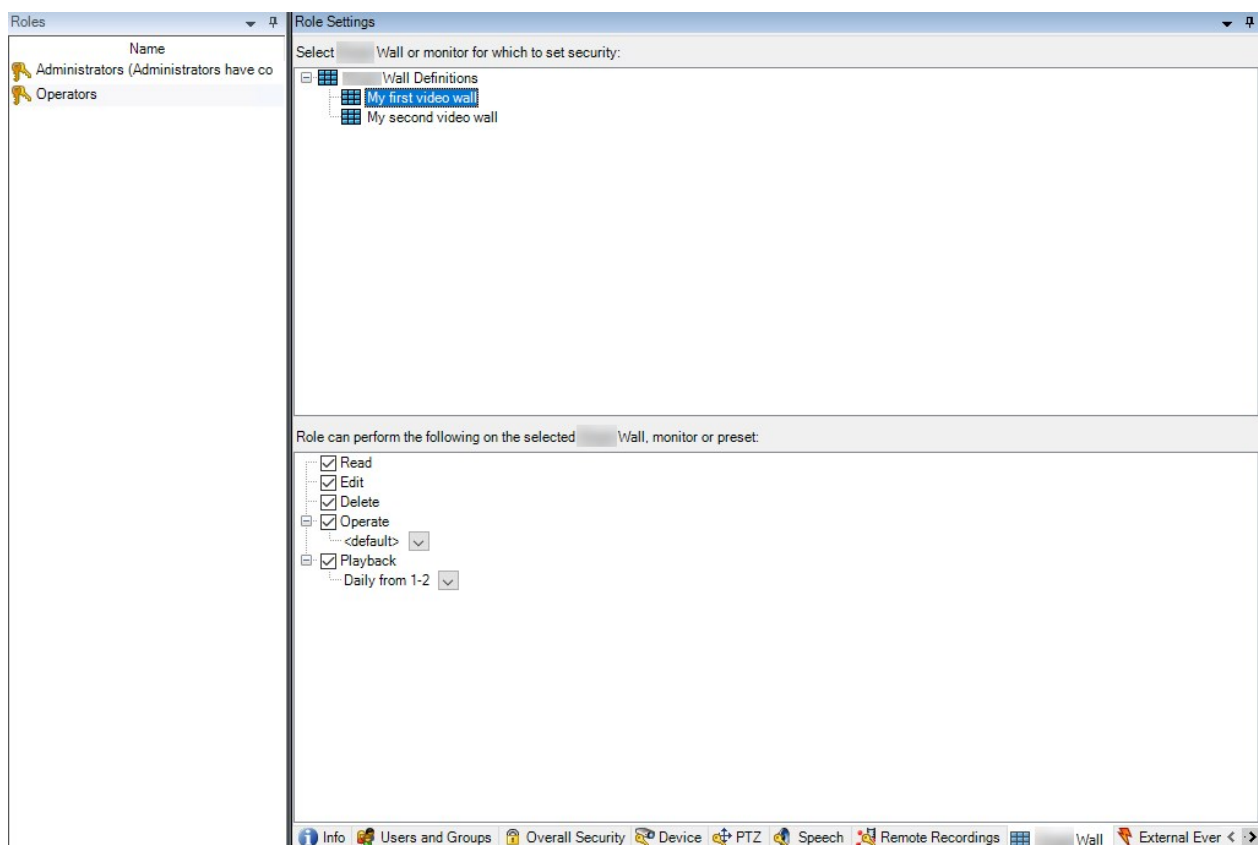 Roles
Name
Administrators (Administrators have co
Operators
Role Settings
Select Wall or monitor for which to set security:
Wall Definitions
My first video wall
My second video wall
Role can perform the following on the selected Wall, monitor or preset:
Read
Edit
Delete
Operate
<default>
Playback
Daily from 1-2
Info Users and Groups Overall Security Device PTZ Speech Remote Recordings Wall External Ever